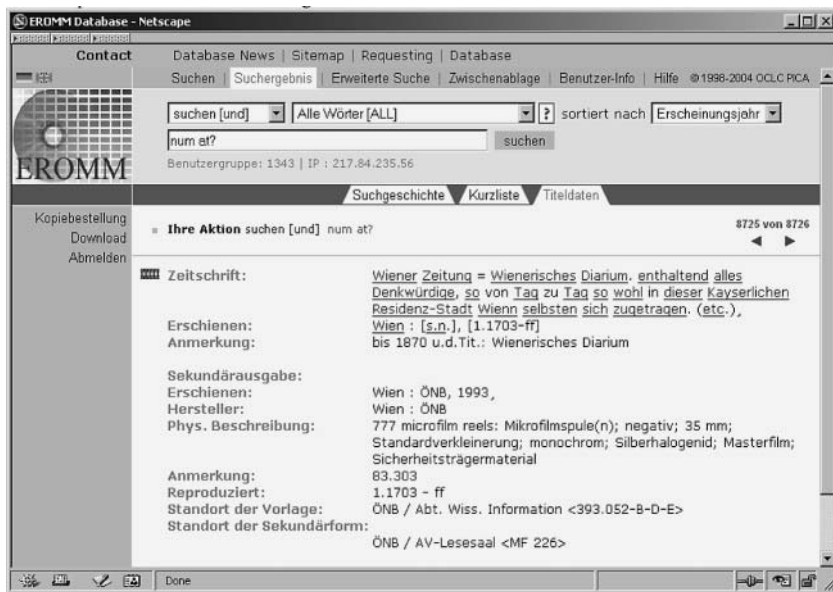 EROMM Database - Netscape
Contact Database News | Sitemap | Requesting | Database
Suchen | Suchergebnis | Erweiterte Suche | Zwischenablage | Benutzer-Info | Hilfe ©1998-2004 OCLC PICA
suchen [und] Alle Wörter [ALL] ? sortiert nach Erscheinungsjahr
num at? suchen
Benutzergruppe: 1343 | IP : 217.84.235.56
EROMM
Suchgeschichte Kurzliste Titeldaten
Kopiebestellung
Download
Abmelden
Ihre Aktion suchen [und] num at?
8725 von 8726
Zeitschrift: Wiener Zeitung = Wienerisches Diarium. enthaltend alles
Denkwürdige, so von Tag zu Tag so wohl in dieser Kayserlichen
Residenz-Stadt Wienn selbsten sich zugetragen. (etc.),
Erschienen: Wien : [s.n.], [1.1703-ff]
Anmerkung: bis 1870 u.d.Tit.: Wienerisches Diarium
Sekundärausgabe:
Erschienen: Wien : ÖNB, 1993,
Hersteller: Wien : ÖNB
Phys. Beschreibung: 777 microfilm reels: Mikrofilmspule(n); negativ; 35 mm;
Standardverkleinerung; monochrom; Silberhalogenid; Masterfilm;
Sicherheitsträgermaterial
Anmerkung: 83.303
Reproduziert: 1.1703 - ff
Standort der Vorlage: ÖNB / Abt. Wiss. Information <393.052-B-D-E>
Standort der Sekundärform:
ÖNB / AV-Lesesaal <MF 226>
Done